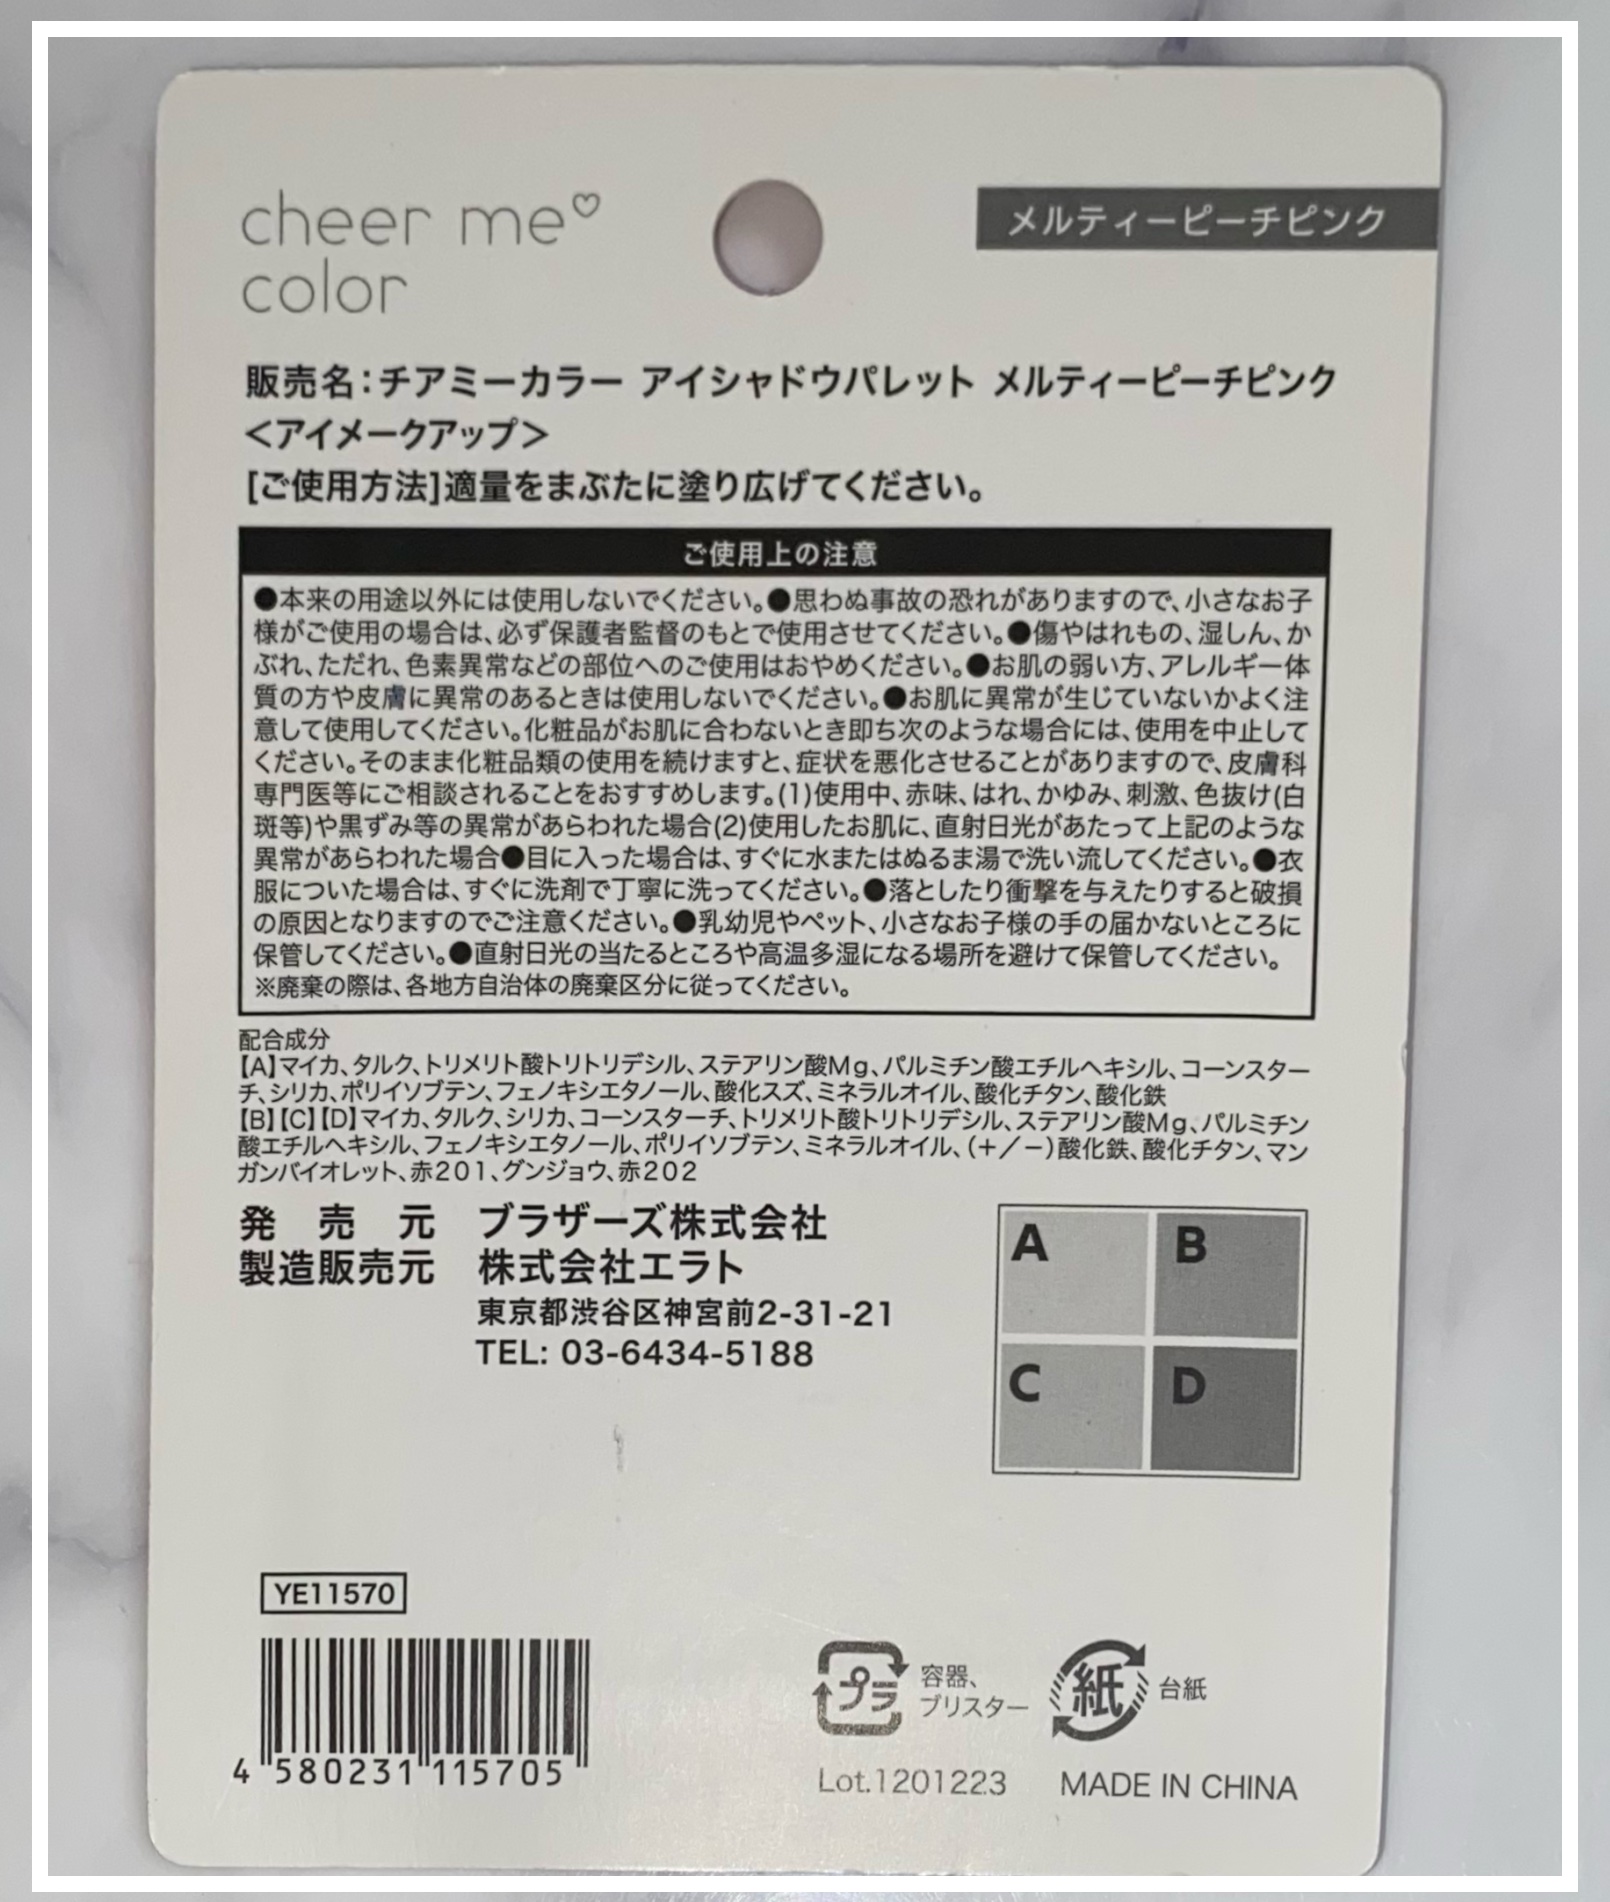 cheer me♡
color
メルティーピーチピンク
販売名：チアミーカラー アイシャドウパレット メルティーピーチピンク
＜アイメークアップ＞
[ご使用方法]適量をまぶたに塗り広げてください。
ご使用上の注意
●本来の用途以外には使用しないでください。●思わぬ事故の恐れがありますので、小さなお子
様がご使用の場合は、必ず保護者監督のもとで使用させてください。●傷やはれもの、湿しん、か
ぶれ、ただれ、色素異常などの部位へのご使用はおやめください。●お肌の弱い方、アレルギー体
質の方や皮膚に異常のあるときは使用しないでください。●お肌に異常が生じていないかよく注
意して使用してください。化粧品がお肌に合わないとき即ち次のような場合には、使用を中止して
ください。そのまま化粧品類の使用を続けますと、症状を悪化させることがありますので、皮膚科
専門医等にご相談されることをおすすめします。(1)使用中、赤味、はれ、かゆみ、刺激、色抜け(白
斑等)や黒ずみ等の異常があらわれた場合(2)使用したお肌に、直射日光があたって上記のような
異常があらわれた場合●目に入った場合は、すぐに水またはぬるま湯で洗い流してください。●衣
服についた場合は、すぐに洗剤で丁寧に洗ってください。●落としたり衝撃を与えたりすると破損
の原因となりますのでご注意ください。●乳幼児やペット、小さなお子様の手の届かないところに
保管してください。●直射日光の当たるところや高温多湿になる場所を避けて保管してください。
※廃棄の際は、各地方自治体の廃棄区分に従ってください。
配合成分
【A】マイカ、タルク、トリメリト酸トリトリデシル、ステアリン酸Mg、パルミチン酸エチルヘキシル、コーンスター
チ、シリカ、ポリイソブテン、フェノキシエタノール、酸化スズ、ミネラルオイル、酸化チタン、酸化鉄
【B】【C】【D】マイカ、タルク、シリカ、コーンスターチ、トリメリト酸トリトリデシル、ステアリン酸Mg、パルミチン
酸エチルヘキシル、フェノキシエタノール、ポリイソブテン、ミネラルオイル、(＋／－)酸化鉄、酸化チタン、マン
ガンバイオレット、赤201、グンジョウ、赤202
発売元 ブラザーズ株式会社
製造販売元 株式会社エラト
東京都渋谷区神宮前2-31-21
TEL: 03-6434-5188
A B
C D
YE11570
4 580231 115705
プラ 容器、
ブリスター
紙 台紙
Lot.1201223 MADE IN CHINA